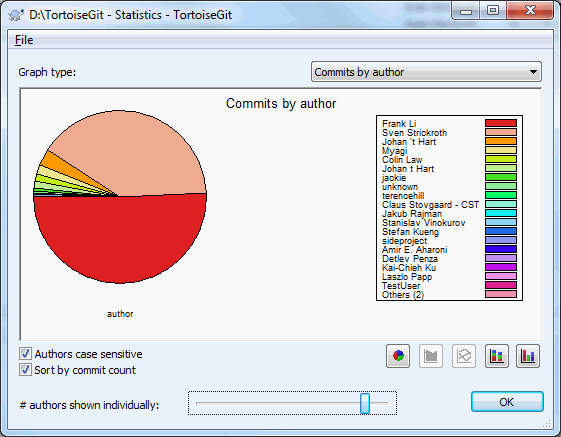 D:\TortoiseGit - Statistics - TortoiseGit
File
Graph type:
Commits by author
Commits by author
Frank Li
Sven Strickroth
Johan 't Hart
Myagi
Colin Law
Johan t Hart
jackie
unknown
terencehill
Claus Stovgaard - CST
Jakub Rajman
Stanislav Vinokurov
Stefan Kueng
sideproject
Amir E. Aharoni
Detlev Penza
Kai-Chieh Ku
Laszlo Papp
TestUser
Others (2)
author
Authors case sensitive
Sort by commit count
# authors shown individually:
OK